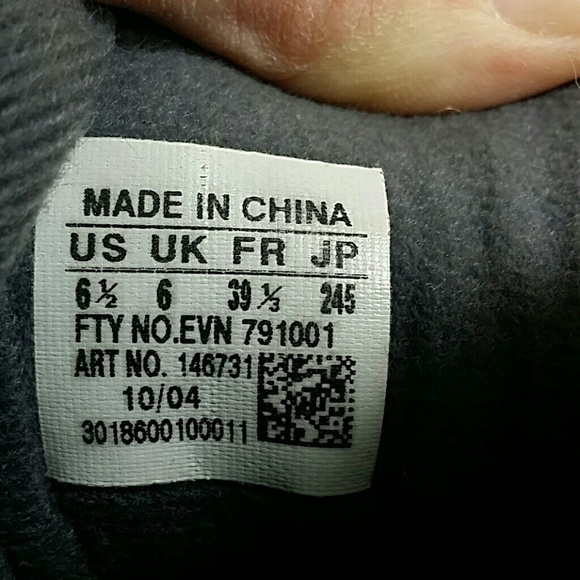 MADE IN CHINA
US UK FR JP
6½ 6 39⅓ 245
FTY NO.EVN 791001
ART NO. 146731
10/04
3018600100011